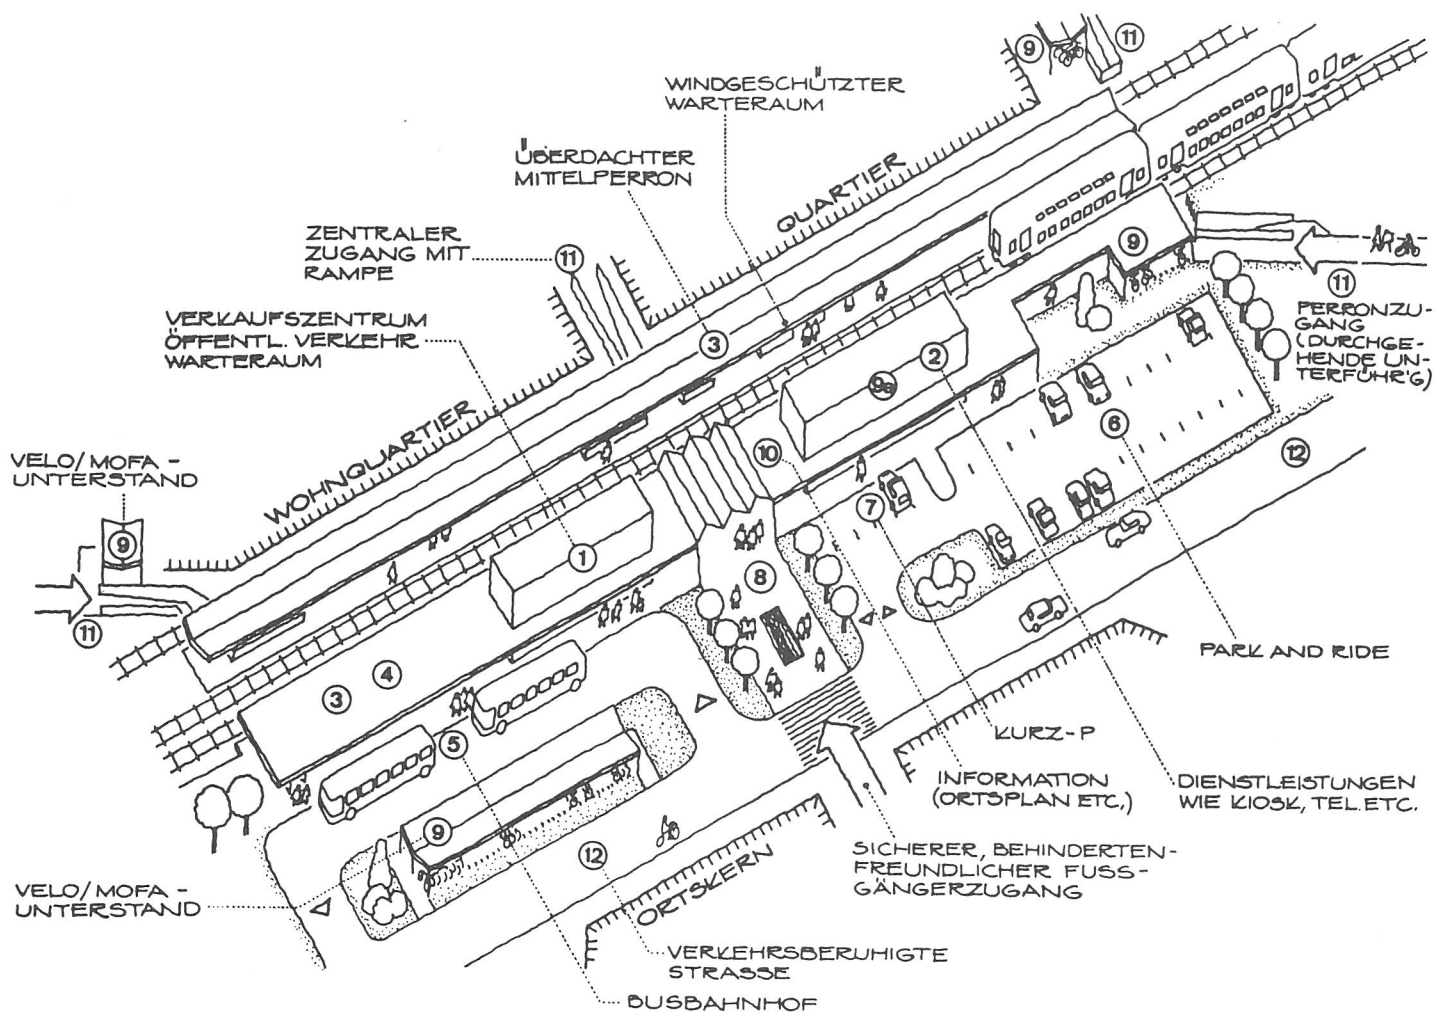 9
11
WINDGESCHÜTZTER
WARTERAUM
ÜBERDACHTER
MITTELPERRON
QUARTIER
ZENTRALER
ZUGANG MIT
RAMPE
11
9
11
PERRONZU-
GANG
(DURCHGE-
HENDE UN-
TERFÜHR'G)
VERKAUFSZENTRUM
ÖFFENTL. VERKEHR
WARTERAUM
3
2
9a
6
WOHNQUARTIER
VELO/MOFA-
UNTERSTAND
9
11
10
12
7
1
8
PARK AND RIDE
3
4
5
KURZ-P
INFORMATION
(ORTSPLAN ETC.)
DIENSTLEISTUNGEN
WIE KIOSK, TEL. ETC.
9
12
SICHERER, BEHINDERTEN-
FREUNDLICHER FUSS-
GÄNGERZUGANG
VELO/MOFA-
UNTERSTAND
ORTSKERN
VERKEHRSBERUHIGTE
STRASSE
BUSBAHNHOF